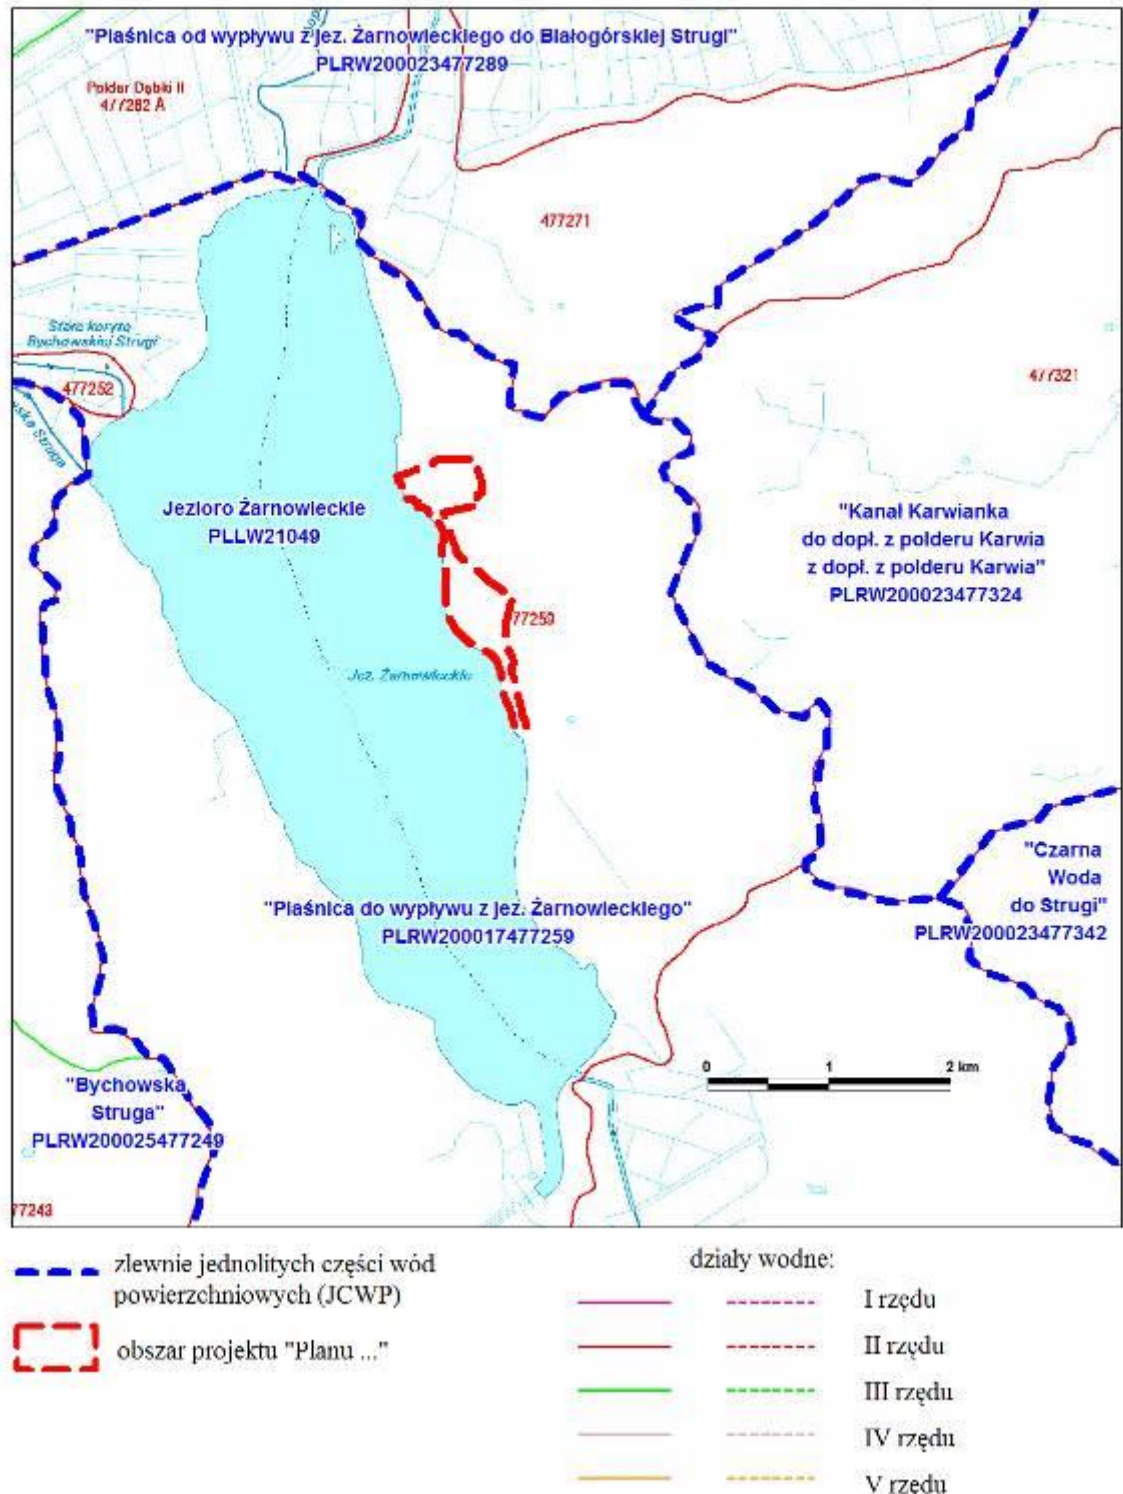 "Piaśnica od wypływu z jez. Żarnowieckiego do Białogórskiej Strugi"
PLRW200023477289
Polder Dębki II
477282 A
477271
Stare koryto
Bychowskiej Strugi
477252
Struga
477321
Jezioro Żarnowieckie
PLLW21049
"Kanał Karwianka
do dopł. z polderu Karwia
z dopł. z polderu Karwia"
PLRW200023477324
77259
Jez. Żarnowieckie
"Czarna
Woda
do Strugi"
PLRW200023477342
"Piaśnica do wypływu z jez. Żarnowieckiego"
PLRW200017477259
0 1 2 km
"Bychowska
Struga"
PLRW200025477249
77243
zlewnie jednolitych części wód
powierzchniowych (JCWP)
obszar projektu "Planu ..."
działy wodne:
I rzędu
II rzędu
III rzędu
IV rzędu
V rzędu